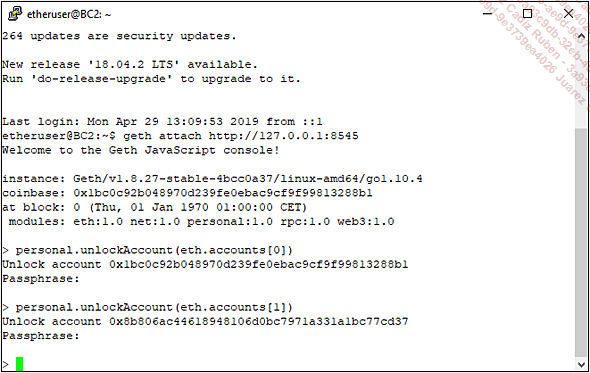 etheruser@BC2: ~
264 updates are security updates.
New release '18.04.2 LTS' available.
Run 'do-release-upgrade' to upgrade to it.
Last login: Mon Apr 29 13:09:53 2019 from ::1
etheruser@BC2:~$ geth attach http://127.0.0.1:8545
Welcome to the Geth JavaScript console!
instance: Geth/v1.8.27-stable-4bcc0a37/linux-amd64/go1.10.4
coinbase: 0x1bc0c92b048970d239fe0ebac9cf9f99813288b1
at block: 0 (Thu, 01 Jan 1970 01:00:00 CET)
 modules: eth:1.0 net:1.0 personal:1.0 rpc:1.0 web3:1.0
> personal.unlockAccount(eth.accounts[0])
Unlock account 0x1bc0c92b048970d239fe0ebac9cf9f99813288b1
Passphrase:
> personal.unlockAccount(eth.accounts[1])
Unlock account 0x8b806ac44618948106d0bc7971a331a1bc77cd37
Passphrase:
>